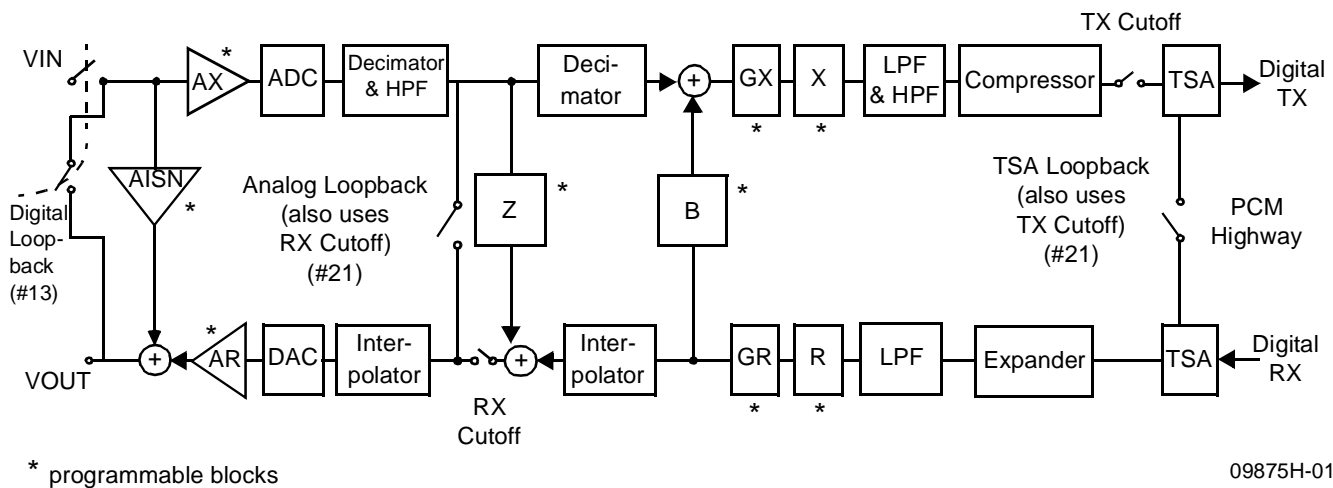 TX Cutoff
VIN
*
AX
ADC
Decimator
& HPF
Deci-
mator
+
GX
X
LPF
& HPF
Compressor
TSA
Digital
TX
*
*
AISN
*
Digital
Loop-
back
(#13)
Analog Loopback
(also uses
RX Cutoff)
(#21)
Z
*
B
*
TSA Loopback
(also uses
TX Cutoff)
(#21)
PCM
Highway
VOUT
+
*
AR
DAC
Inter-
polator
RX
Cutoff
+
Inter-
polator
GR
R
LPF
Expander
TSA
Digital
RX
*
*
* programmable blocks
09875H-01